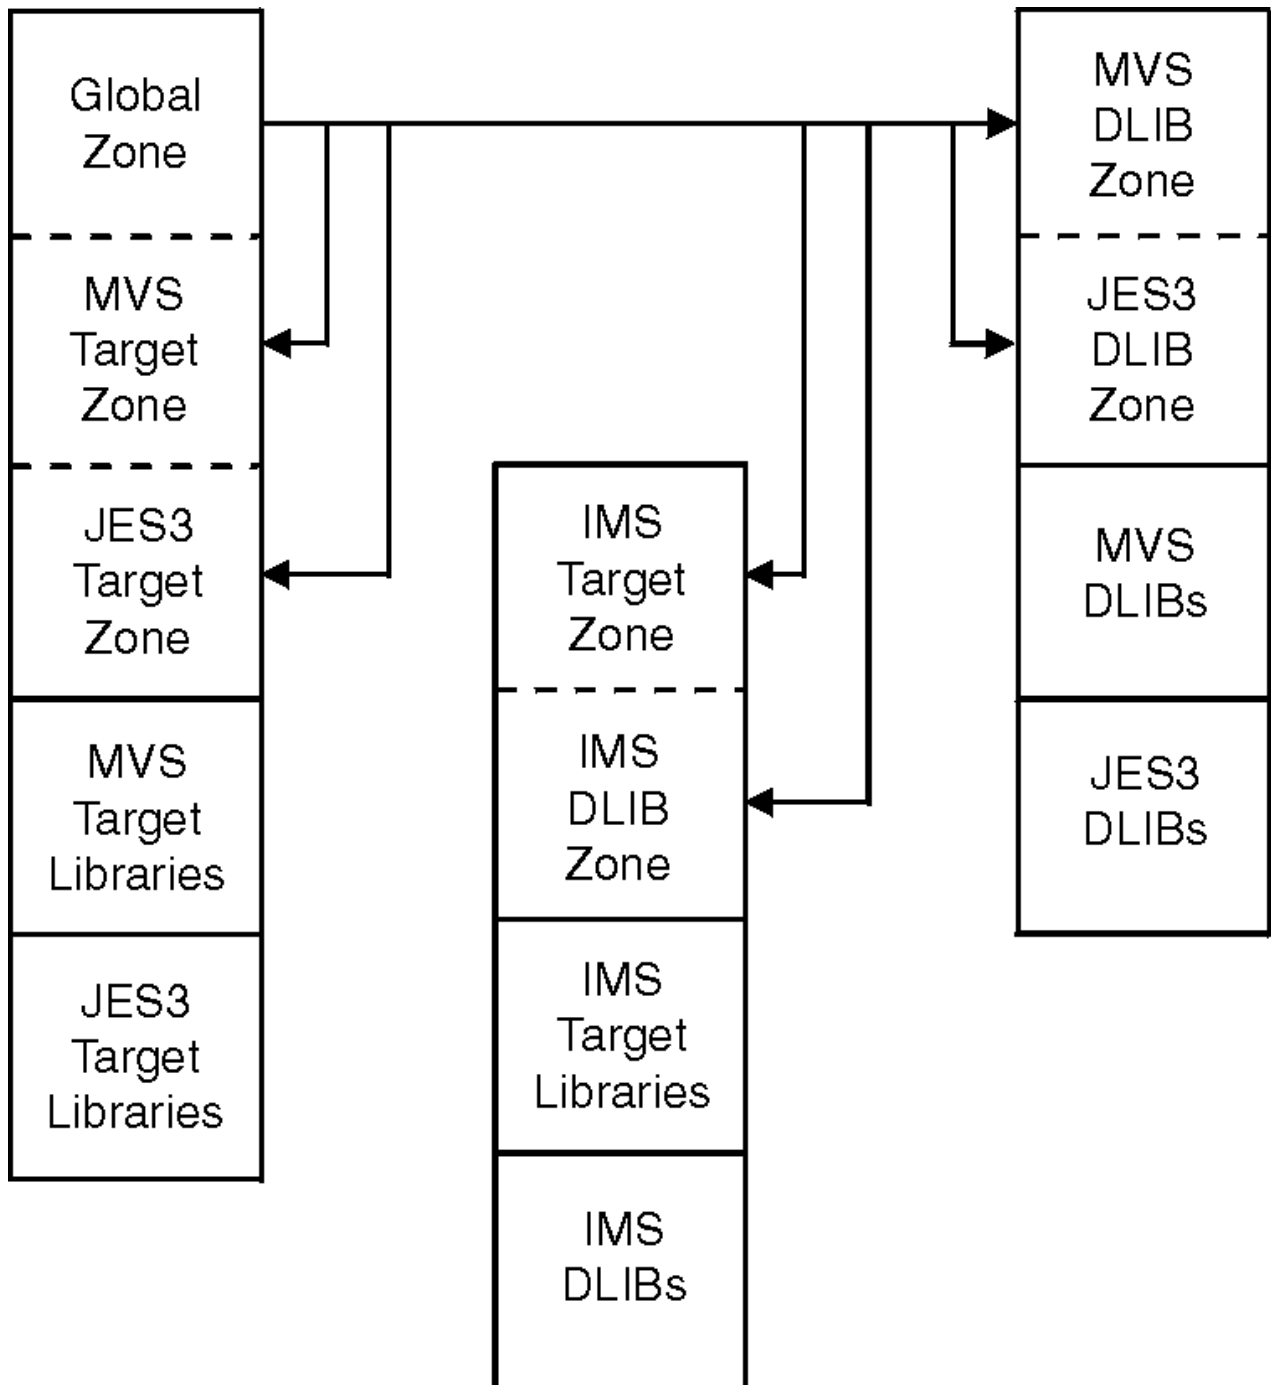 Global
Zone
MVS
Target
Zone
JES3
Target
Zone
MVS
Target
Libraries
JES3
Target
Libraries
IMS
Target
Zone
IMS
DLIB
Zone
IMS
Target
Libraries
IMS
DLIBs
MVS
DLIB
Zone
JES3
DLIB
Zone
MVS
DLIBs
JES3
DLIBs